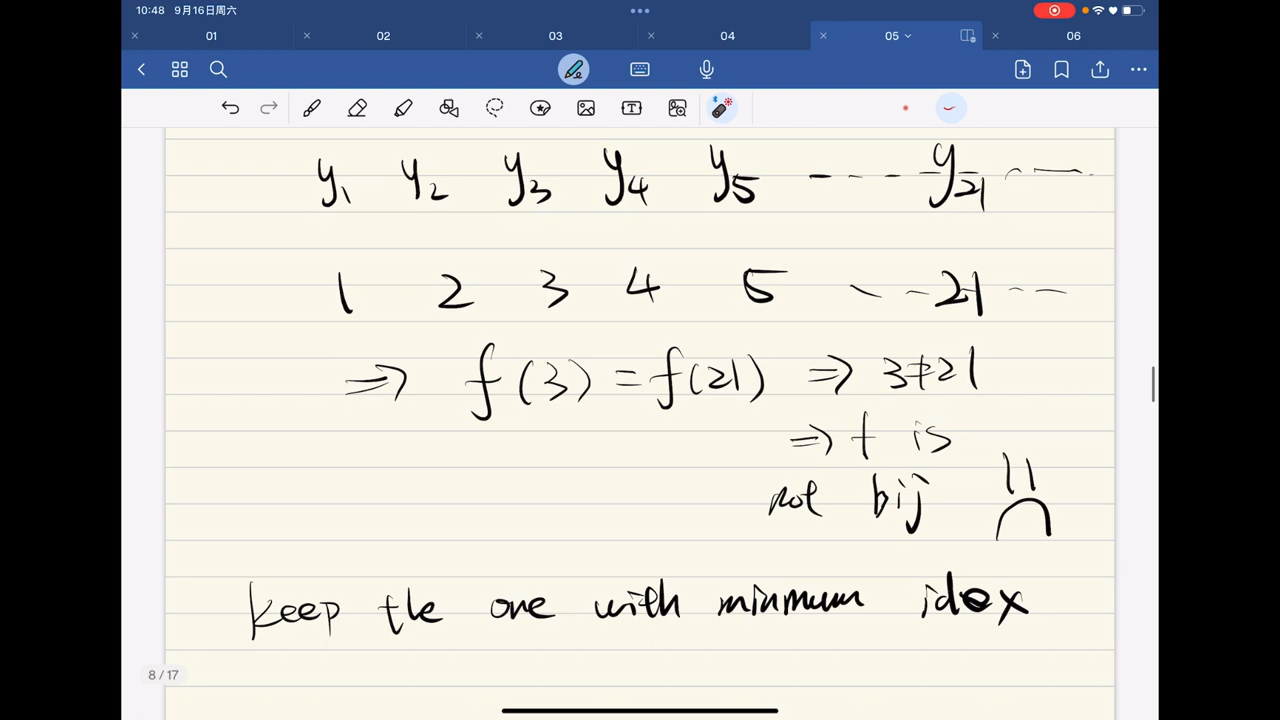 10:48 9月16日周六
01 02 03 04 05 06
y₁ y₂ y₃ y₄ y₅ ---- y₂₁ ----
1 2 3 4 5 --- 21 ---
⇒ f(3) = f(21) ⇒ 3≠21
⇒ f is
not bij
keep the one with minmum idex
8 / 17